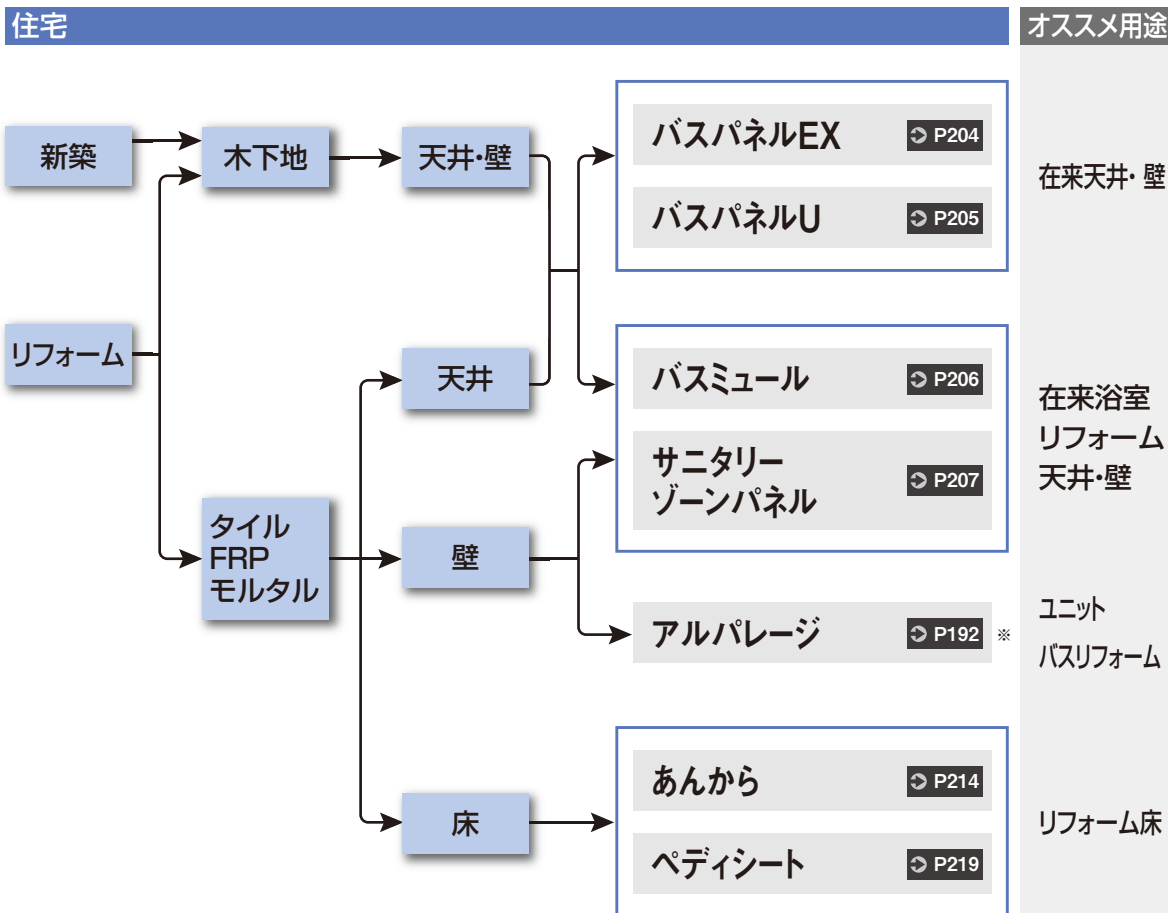 住宅
オススメ用途
新築
木下地
天井・壁
バスパネルEX
P204
バスパネルU
P205
在来天井・壁
リフォーム
天井
バスミュール
P206
サニタリー
ゾーンパネル
P207
在来浴室
リフォーム
天井・壁
タイル
FRP
モルタル
壁
アルパレージ
P192
※
ユニット
バスリフォーム
床
あんから
P214
ペディシート
P219
リフォーム床